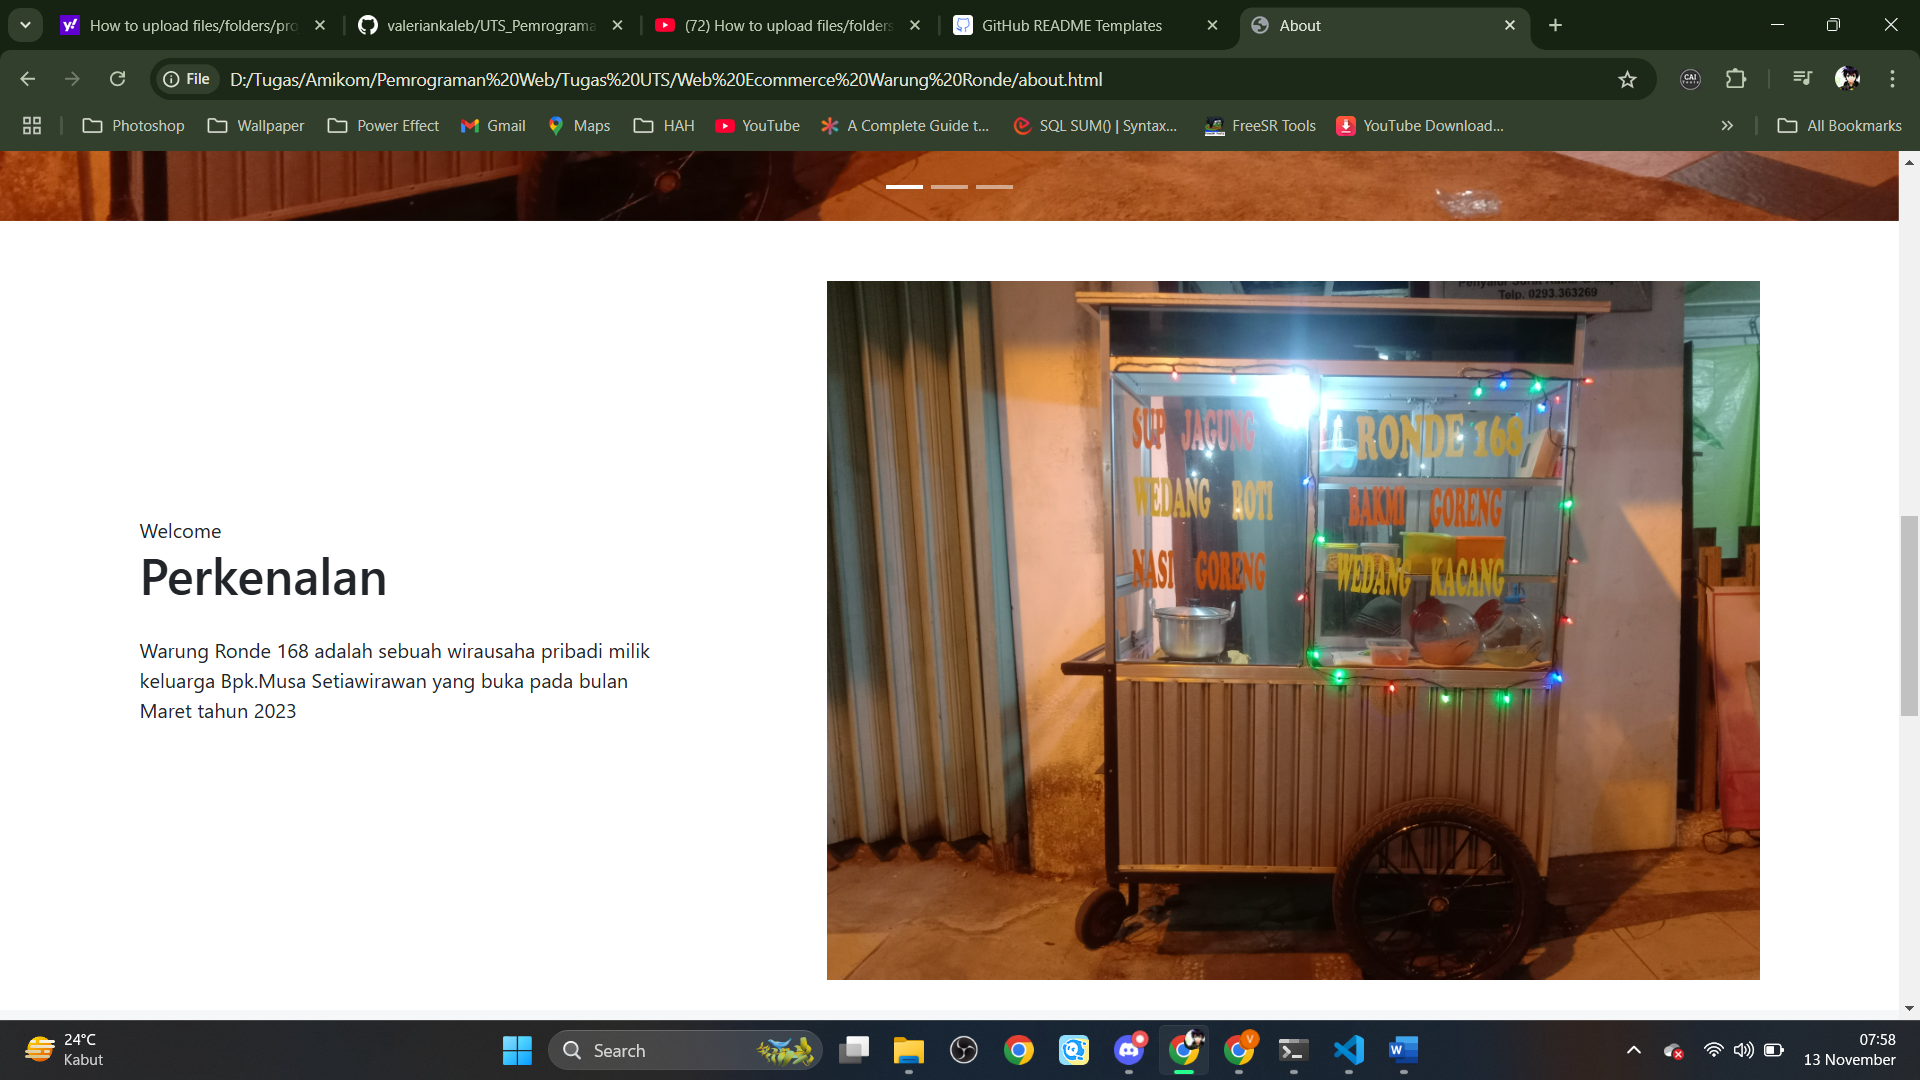 How to upload files/folders/pro
valeriankaleb/UTS_Pemrograma
(72) How to upload files/folders
GitHub README Templates
About
File
D:/Tugas/Amikom/Pemrograman%20Web/Tugas%20UTS/Web%20Ecommerce%20Warung%20Ronde/about.html
Photoshop
Wallpaper
Power Effect
Gmail
Maps
HAH
YouTube
A Complete Guide t...
SQL SUM() | Syntax...
FreeSR Tools
YouTube Download...
All Bookmarks
Welcome
Perkenalan
Warung Ronde 168 adalah sebuah wirausaha pribadi milik
keluarga Bpk.Musa Setiawirawan yang buka pada bulan
Maret tahun 2023
Telp. 0293.363269
SUP JAGUNG
WEDANG ROTI
NASI GORENG
RONDE 168
BAKMI GORENG
WEDANG KACANG
24°C
Kabut
Search
07:58
13 November